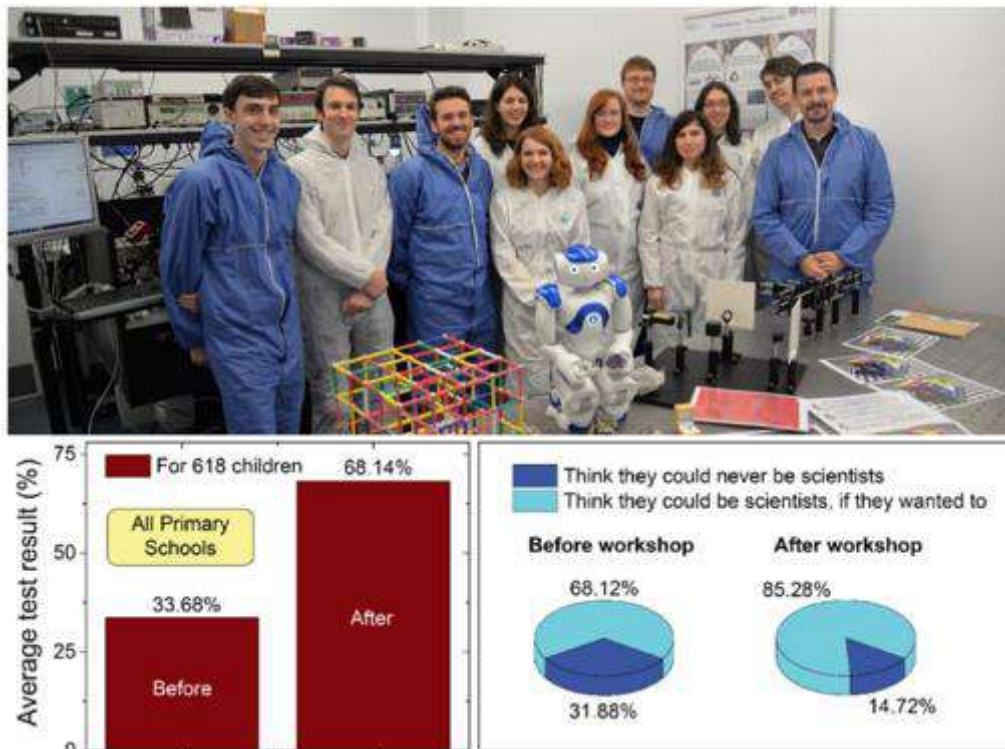 75
50
25
0
Average test result (%)
For 618 children
68.14%
All Primary
Schools
33.68%
After
Before
Think they could never be scientists
Think they could be scientists, if they wanted to
Before workshop
After workshop
68.12%
85.28%
31.88%
14.72%